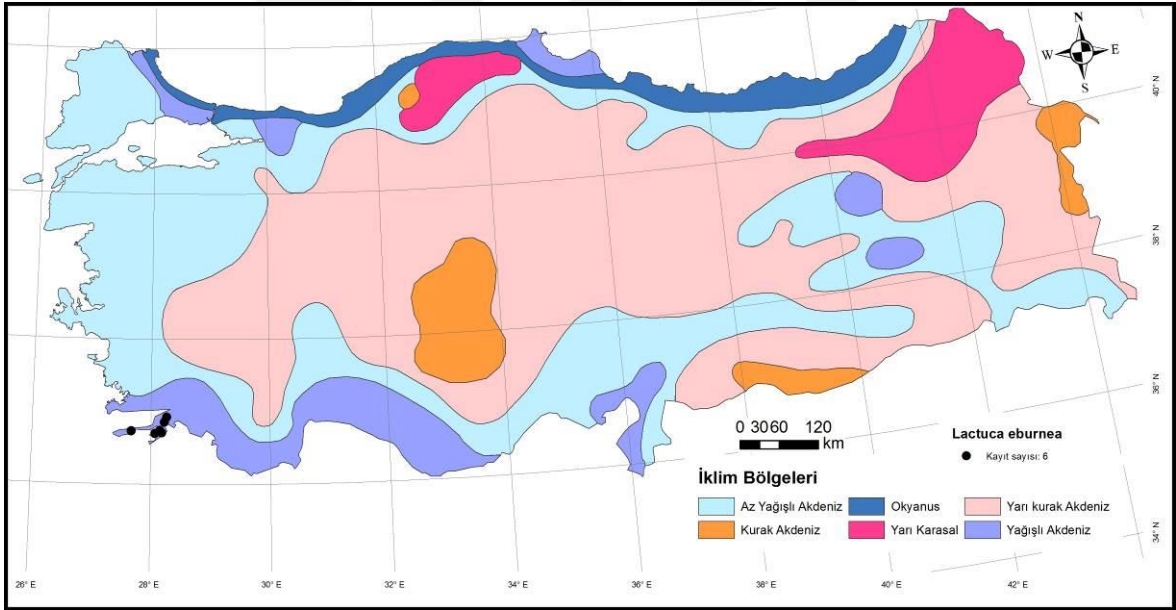 N
W E
S
40° N
38° N
36° N
34° N
0 30 60 120
km
Lactuca eburnea
Kayıt sayısı: 6
İklim Bölgeleri
Az Yağışlı Akdeniz Okyanus Yarı kurak Akdeniz
Kurak Akdeniz Yarı Karasal Yağışlı Akdeniz
26° E 28° E 30° E 32° E 34° E 36° E 38° E 40° E 42° E